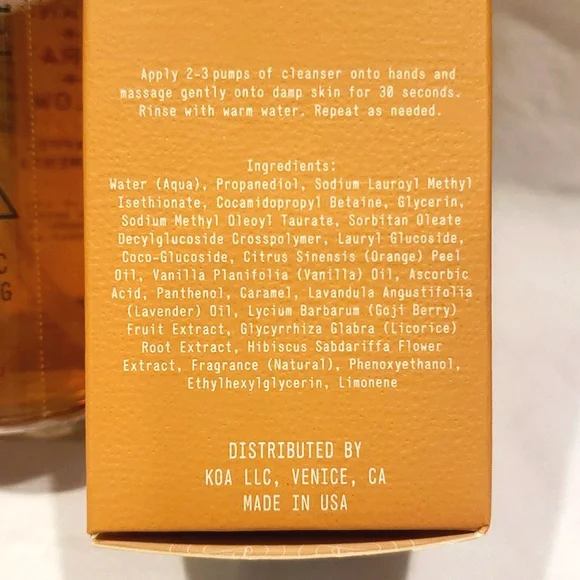 Apply 2-3 pumps of cleanser onto hands and
massage gently onto damp skin for 30 seconds.
Rinse with warm water. Repeat as needed.
Ingredients:
Water (Aqua), Propanediol, Sodium Lauroyl Methyl
Isethionate, Cocamidopropyl Betaine, Glycerin,
Sodium Methyl Oleoyl Taurate, Sorbitan Oleate
Decylglucoside Crosspolymer, Lauryl Glucoside,
Coco-Glucoside, Citrus Sinensis (Orange) Peel
Oil, Vanilla Planifolia (Vanilla) Oil, Ascorbic
Acid, Panthenol, Caramel, Lavandula Angustifolia
(Lavender) Oil, Lycium Barbarum (Goji Berry)
Fruit Extract, Glycyrrhiza Glabra (Licorice)
Root Extract, Hibiscus Sabdariffa Flower
Extract, Fragrance (Natural), Phenoxyethanol,
Ethylhexylglycerin, Limonene
DISTRIBUTED BY
KOA LLC, VENICE, CA
MADE IN USA